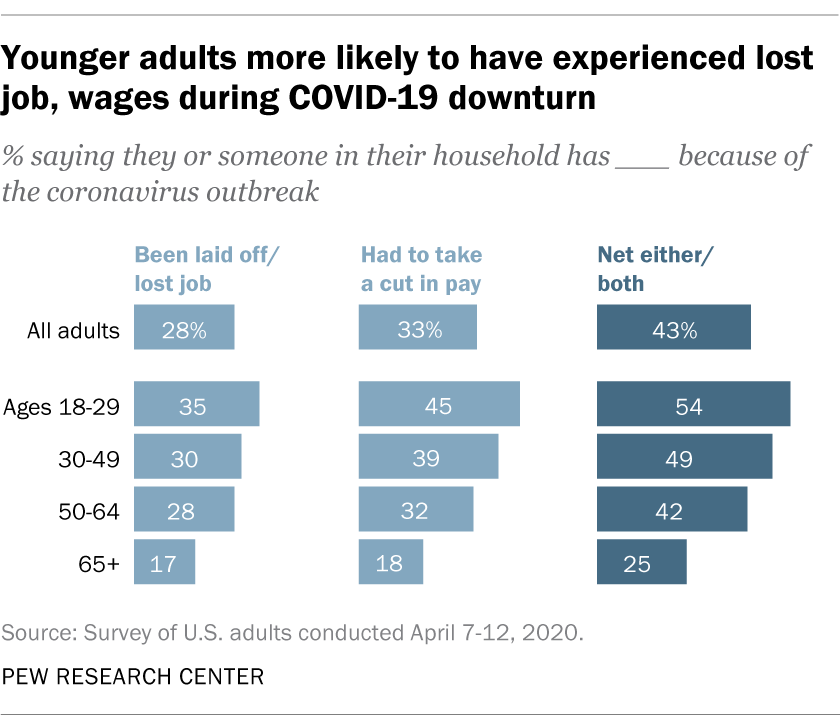 Younger adults more likely to have experienced lost
job, wages during COVID-19 downturn
% saying they or someone in their household has ____ because of
the coronavirus outbreak
Been laid off/
lost job
Had to take
a cut in pay
Net either/
both
All adults 28% 33% 43%
Ages 18-29 35 45 54
30-49 30 39 49
50-64 28 32 42
65+ 17 18 25
Source: Survey of U.S. adults conducted April 7-12, 2020.
PEW RESEARCH CENTER